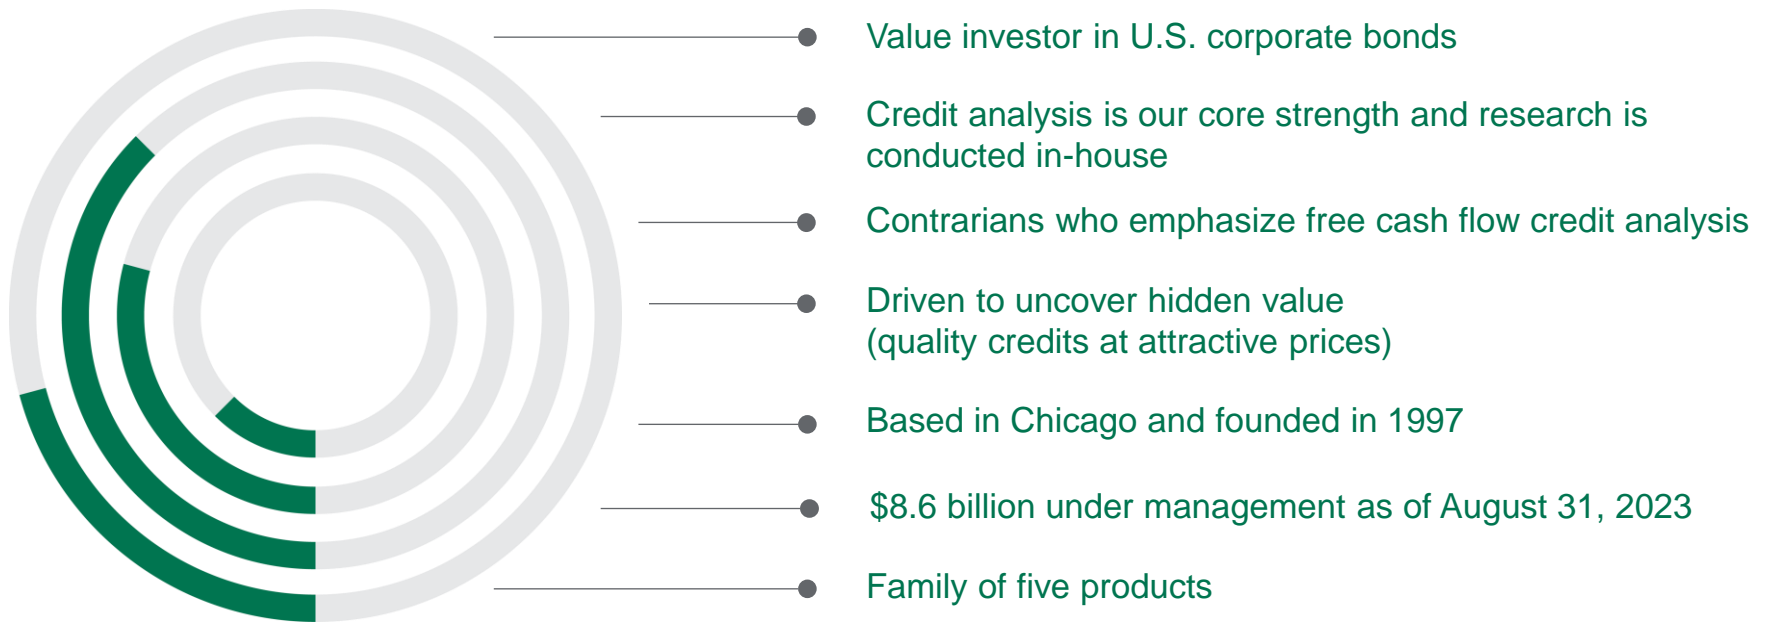 Value investor in U.S. corporate bonds
Credit analysis is our core strength and research is
conducted in-house
Contrarians who emphasize free cash flow credit analysis
Driven to uncover hidden value
(quality credits at attractive prices)
Based in Chicago and founded in 1997
$8.6 billion under management as of August 31, 2023
Family of five products